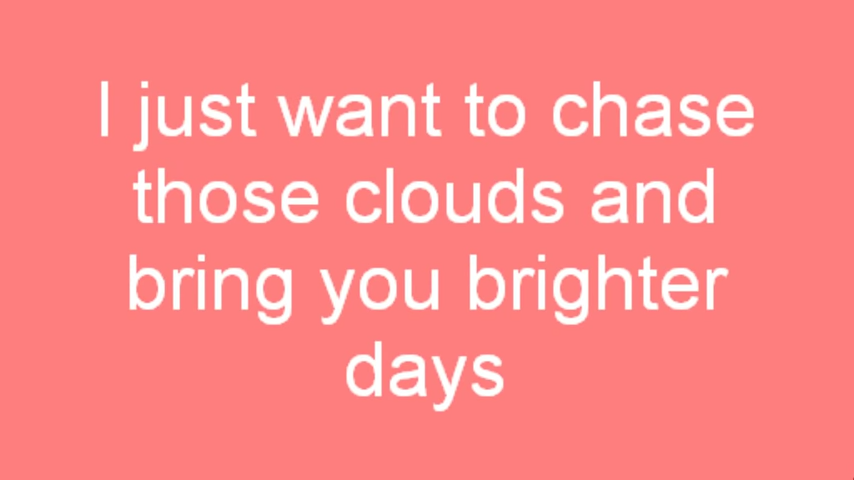 I just want to chase
those clouds and
bring you brighter
days